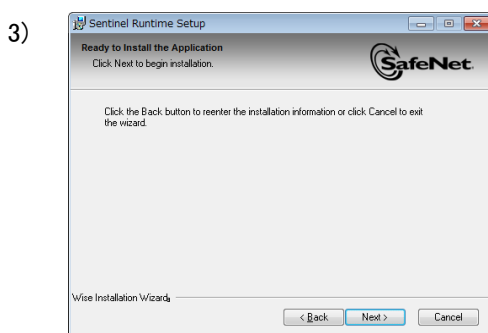 3)
Sentinel Runtime Setup
Ready to Install the Application
Click Next to begin installation.
SafeNet.
Click the Back button to reenter the installation information or click Cancel to exit
the wizard.
Wise Installation Wizard®
< Back
Next >
Cancel